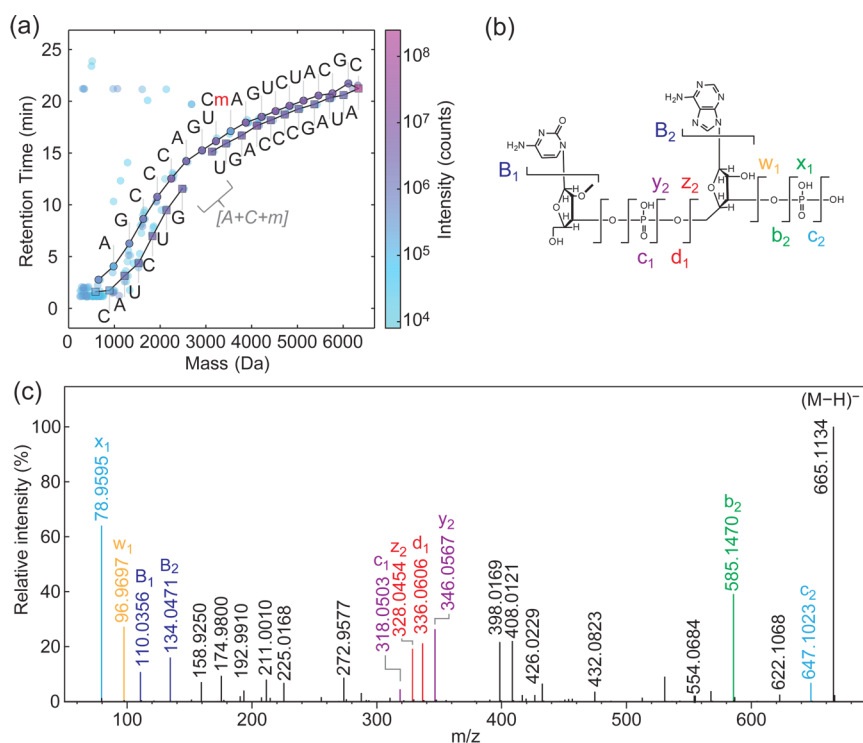 (a)
Retention Time (min)
25
20
15
10
5
0
0 1000 2000 3000 4000 5000 6000
Mass (Da)
A G C C C A G U C m A G U C U A C G C
C A U C U G
[A+C+m]
U G A C C C G A U A
10^8
10^7
10^6
10^5
10^4
Intensity (counts)
(b)
NH2
N
N
N
N
H2N
N
N
O
B1
B2
w1
x1
y2
z2
H
H
H
H
O
OH
OH
O
P
O
O
OH
O
P
O
OH
b2
c2
c1
d1
(c)
Relative intensity (%)
100
80
60
40
20
0
x1
78.9595
w1
96.9697
B1
110.0356
B2
134.0471
158.9250
174.9800
192.9910
211.0010
225.0168
272.9577
c1
318.0503
z2
328.0454
d1
336.0606
y2
346.0567
398.0169
408.0121
426.0229
432.0823
554.0684
b2
585.1470
622.1068
c2
647.1023
(M−H)−
665.1134
100 200 300 400 500 600
m/z